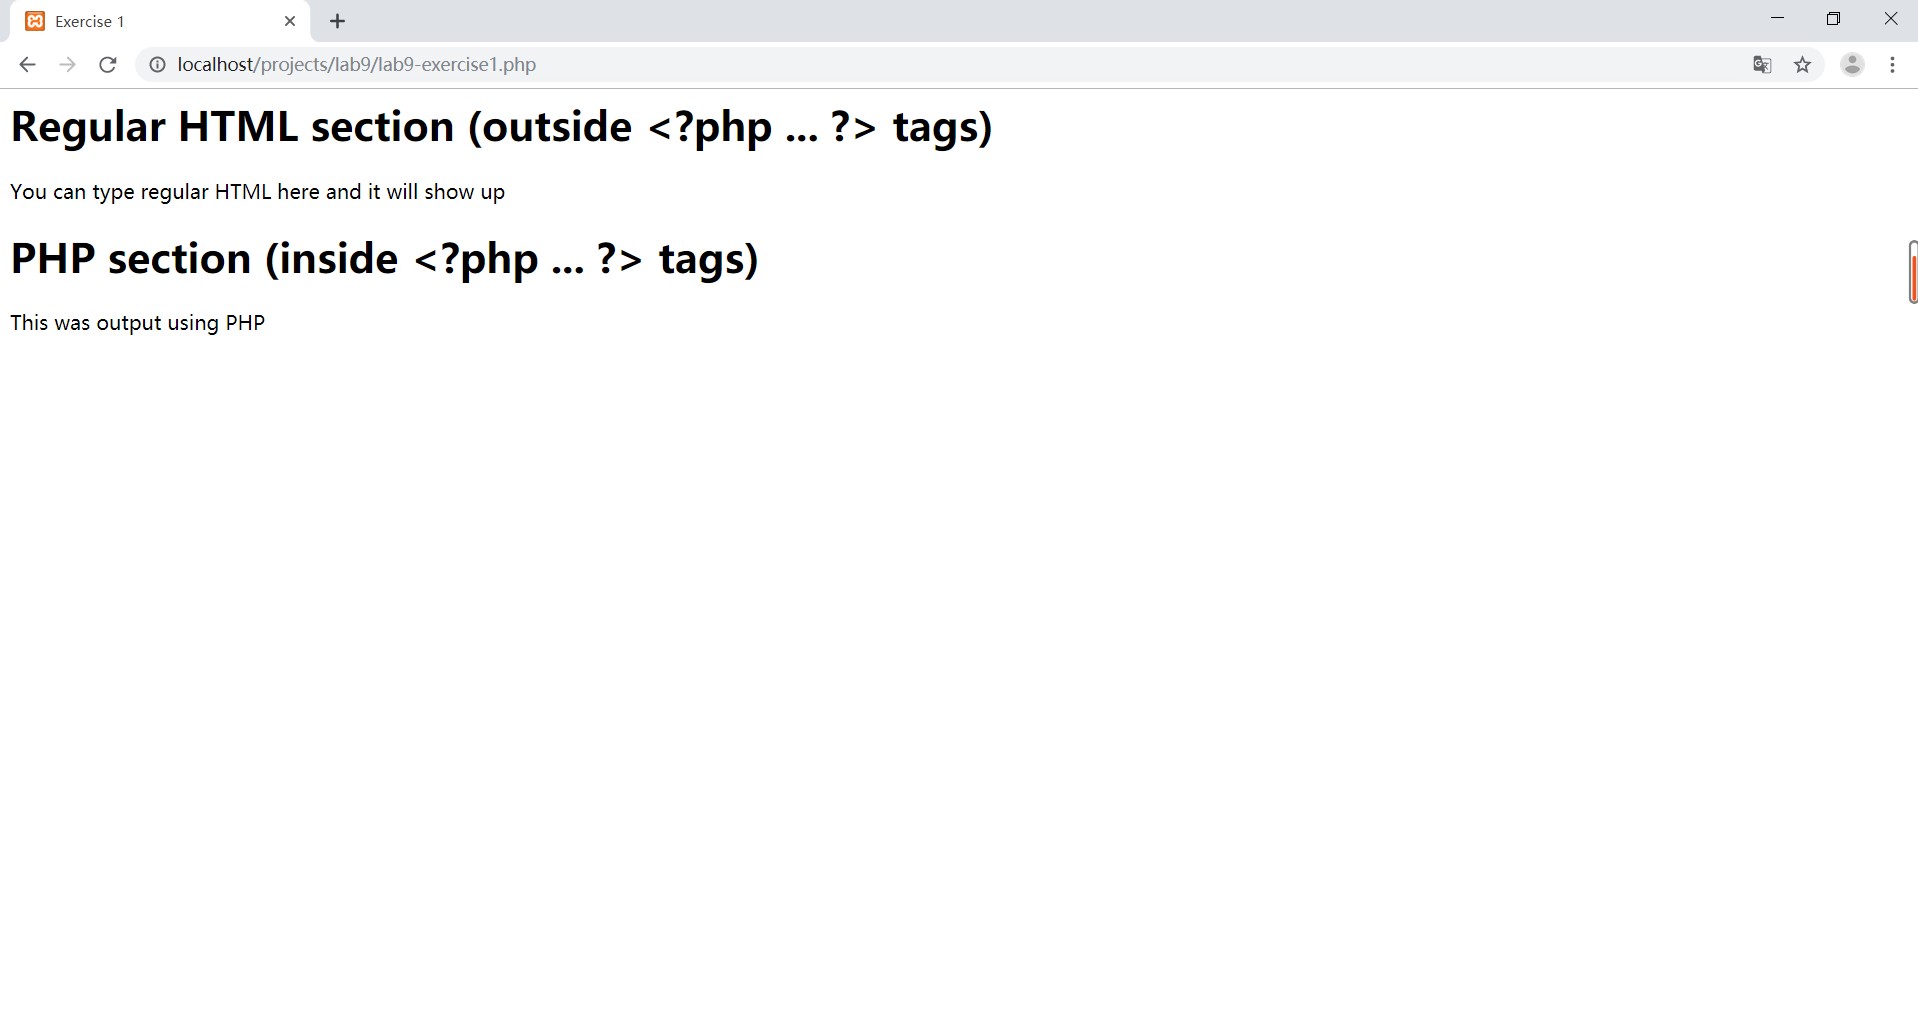 Exercise 1
localhost/projects/lab9/lab9-exercise1.php
Regular HTML section (outside <?php ... ?> tags)
You can type regular HTML here and it will show up
PHP section (inside <?php ... ?> tags)
This was output using PHP